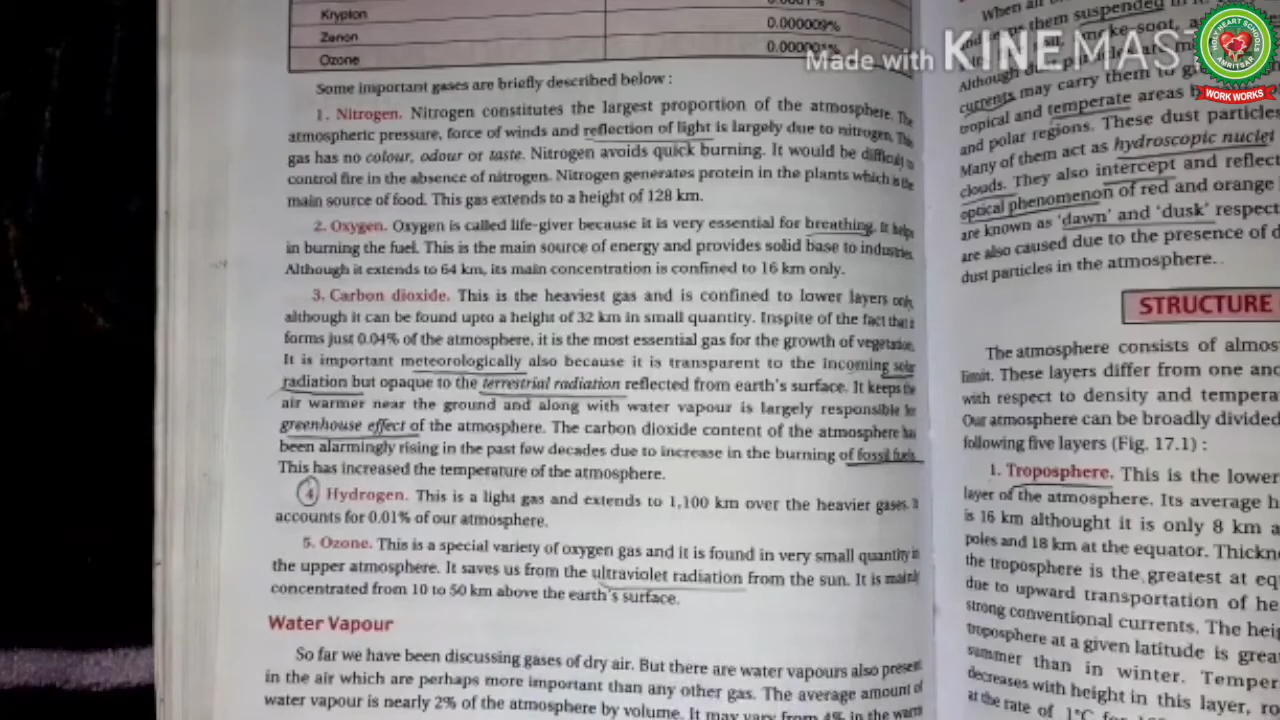 Krypton
Zenon 0.000009%
Ozone
Some important gases are briefly described below :
1. Nitrogen. Nitrogen constitutes the largest proportion of the atmosphere. The
atmospheric pressure, force of winds and reflection of light is largely due to nitrogen. This
gas has no colour, odour or taste. Nitrogen avoids quick burning. It would be difficult to
control fire in the absence of nitrogen. Nitrogen generates protein in the plants which is the
main source of food. This gas extends to a height of 128 km.
2. Oxygen. Oxygen is called life-giver because it is very essential for breathing. It helps
in burning the fuel. This is the main source of energy and provides solid base to industries.
Although it extends to 64 km, its main concentration is confined to 16 km only.
3. Carbon dioxide. This is the heaviest gas and is confined to lower layers only,
although it can be found upto a height of 32 km in small quantity. Inspite of the fact that it
forms just 0.04% of the atmosphere, it is the most essential gas for the growth of vegetation.
It is important meteorologically also because it is transparent to the incoming solar
radiation but opaque to the terrestrial radiation reflected from earth's surface. It keeps the
air warmer near the ground and along with water vapour is largely responsible for
greenhouse effect of the atmosphere. The carbon dioxide content of the atmosphere has
been alarmingly rising in the past few decades due to increase in the burning of fossil fuels.
This has increased the temperature of the atmosphere.
4 Hydrogen. This is a light gas and extends to 1,100 km over the heavier gases. It
accounts for 0.01% of our atmosphere.
5. Ozone. This is a special variety of oxygen gas and it is found in very small quantity in
the upper atmosphere. It saves us from the ultraviolet radiation from the sun. It is mainly
concentrated from 10 to 50 km above the earth's surface.
Water Vapour
So far we have been discussing gases of dry air. But there are water vapours also present
in the air which are perhaps more important than any other gas. The average amount of
water vapour is nearly 2% of the atmosphere by volume. It may vary from 4% in the warm
When air
them suspended in
smoke-soot,
Although
currents may carry them to
tropical and temperate areas
and polar regions. These dust particles
Many of them act as hydroscopic nuclei
clouds. They also intercept and reflect
optical phenomenon of red and orange
are known as 'dawn' and 'dusk' respect
are also caused due to the presence of d
dust particles in the atmosphere.
STRUCTURE
The atmosphere consists of almos
limit. These layers differ from one ano
with respect to density and tempera
Our atmosphere can be broadly divided
following five layers (Fig. 17.1) :
1. Troposphere. This is the lower
layer of the atmosphere. Its average h
is 16 km althought it is only 8 km a
poles and 18 km at the equator. Thickn
the troposphere is the greatest at eq
due to upward transportation of he
strong conventional currents. The hei
troposphere at a given latitude is grea
summer than in winter. Temper
decreases with height in this layer, ro
at the rate of 1°C for
Made with KINEMAST
HOLY HEART SCHOOLS
AMRITSAR
WORK WORKS